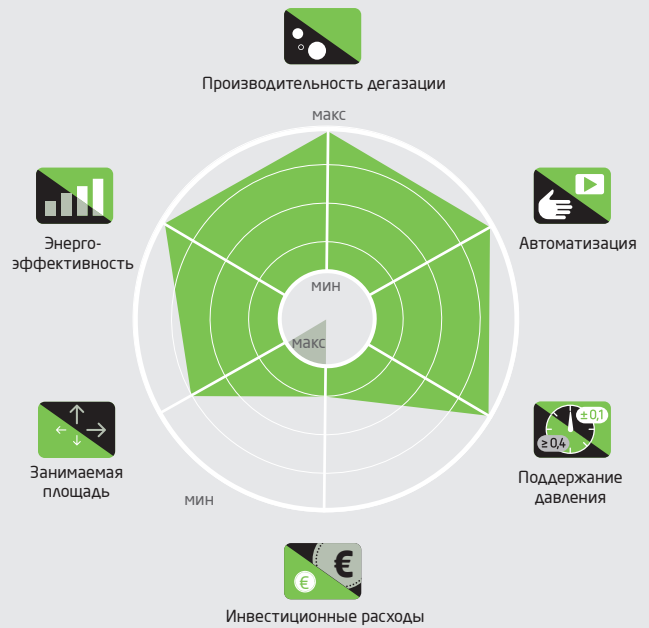 Производительность дегазации
макс
Энерго-
эффективность
Автоматизация
мин
макс
± 0,1
≥ 0,4
Занимаемая
площадь
Поддержание
давления
мин
€
€
Инвестиционные расходы